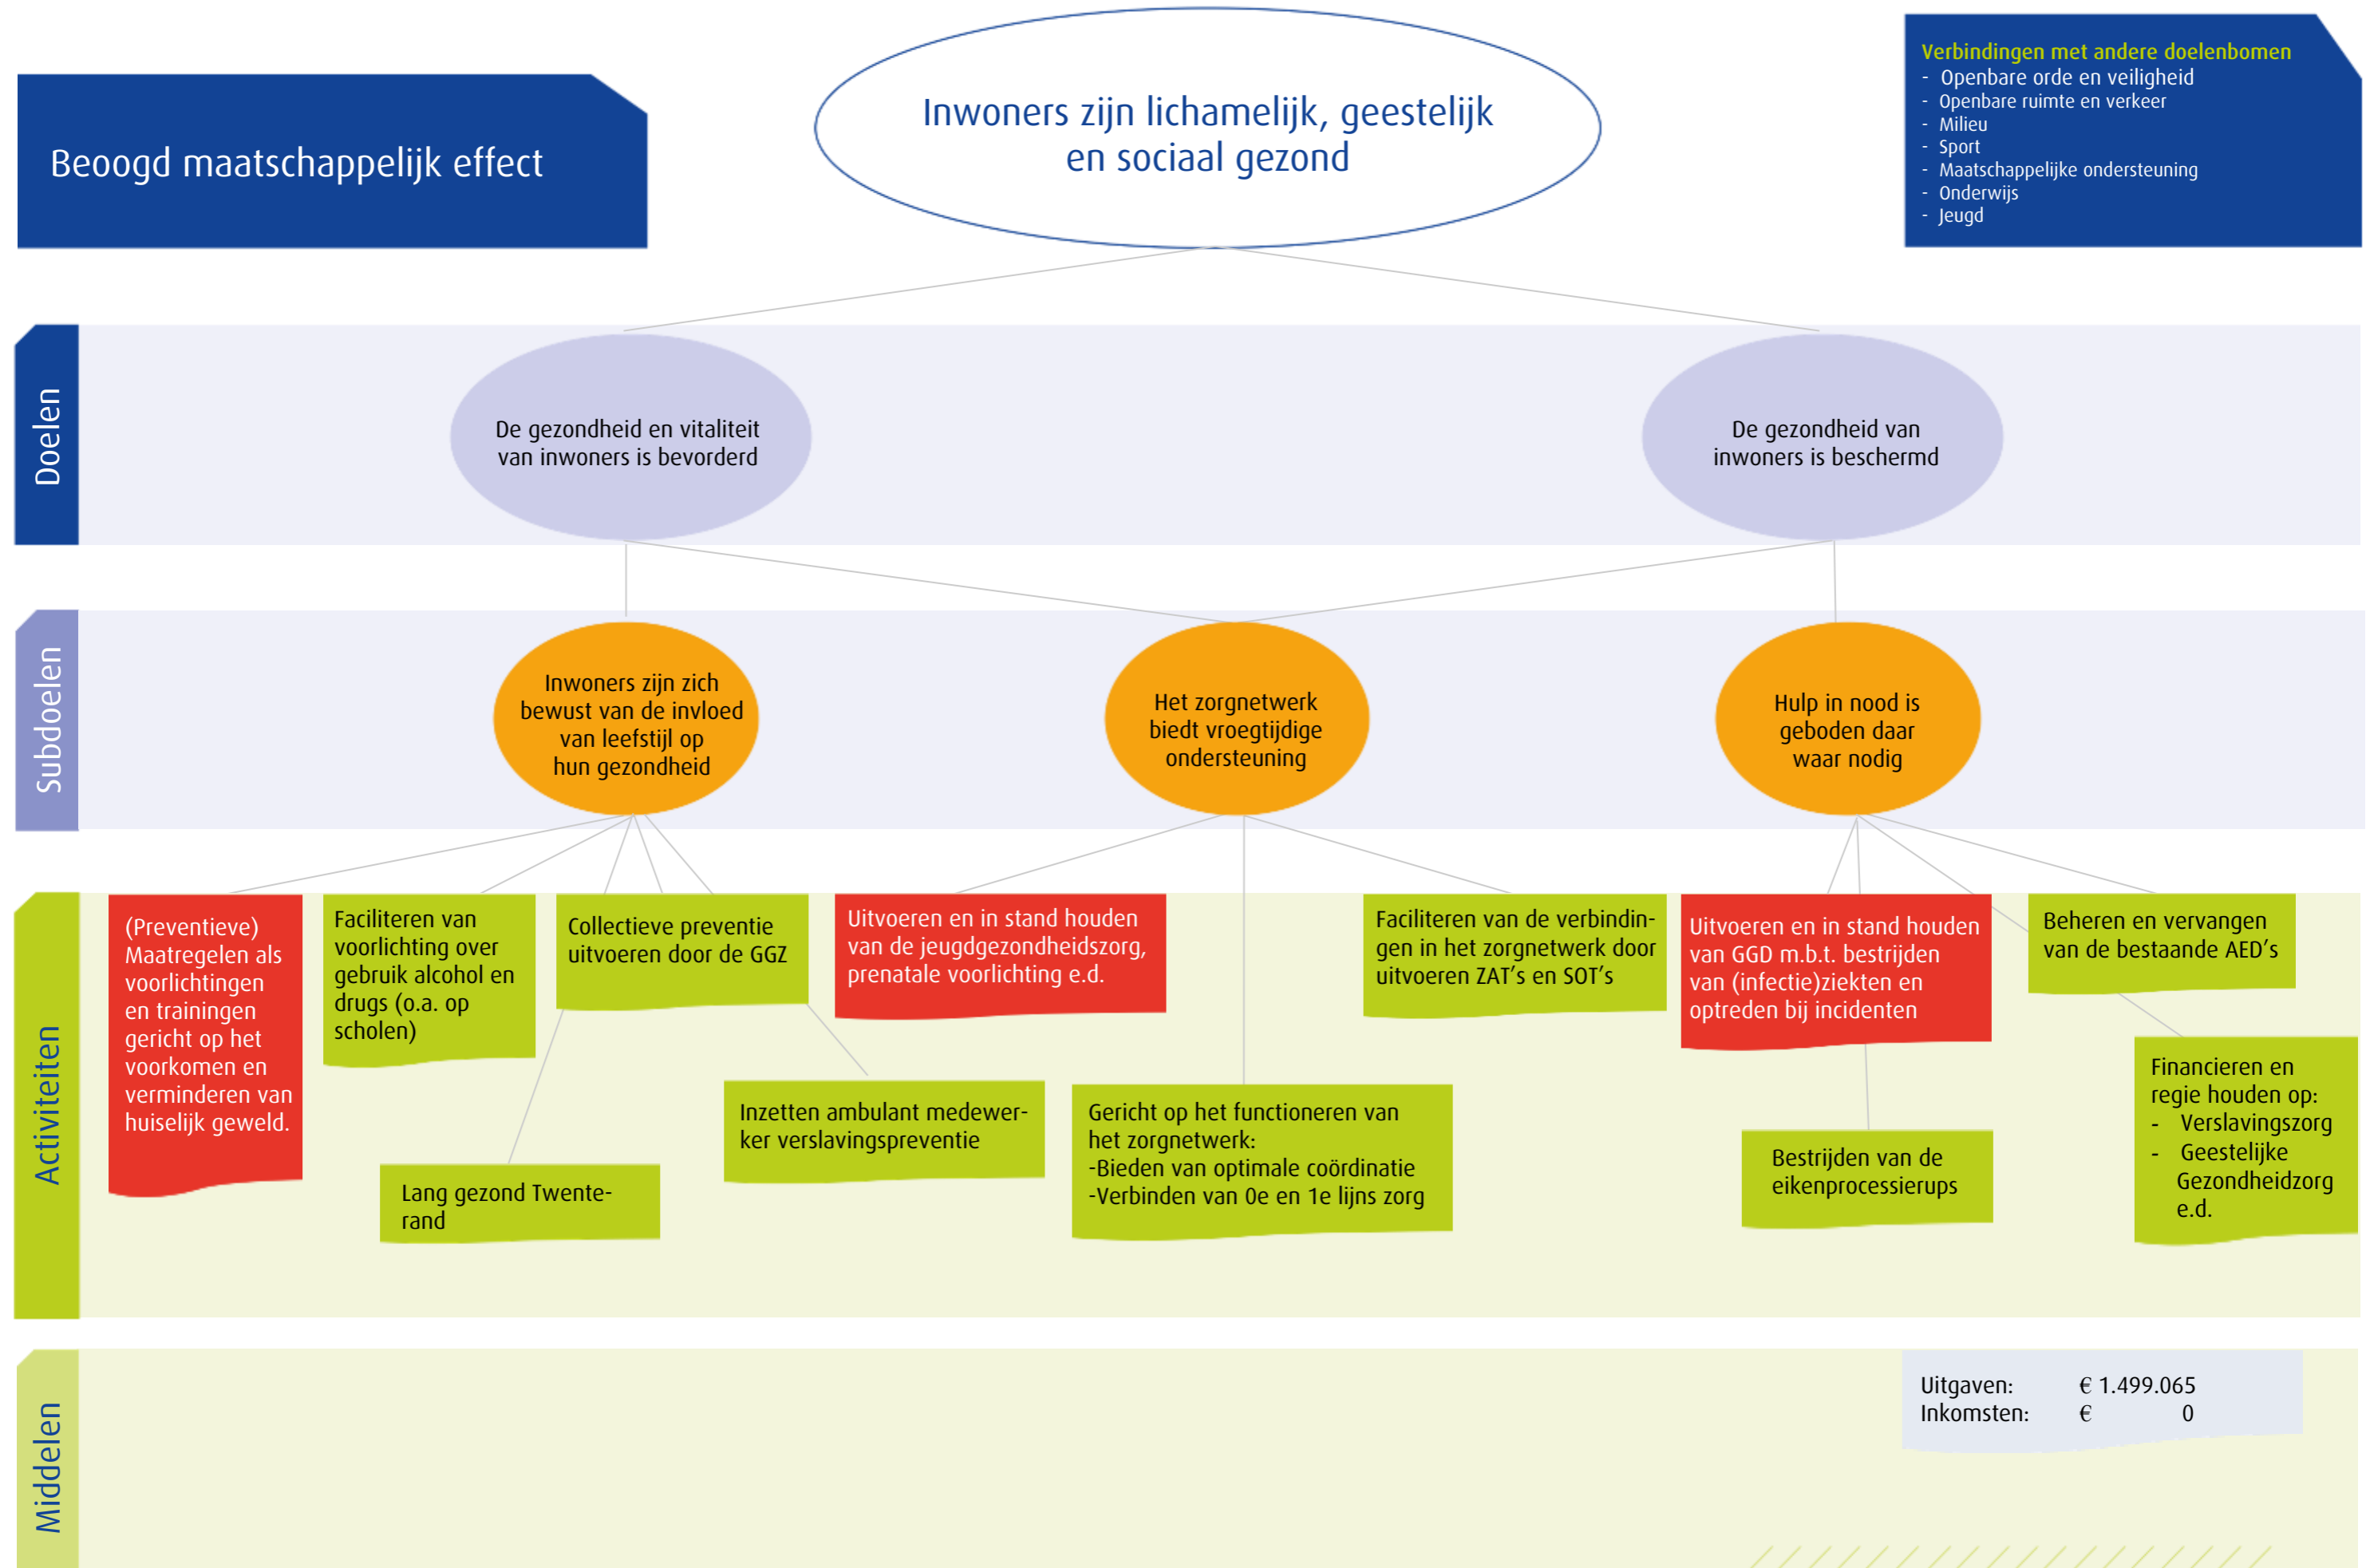 Beoogd maatschappelijk effect
Inwoners zijn lichamelijk, geestelijk
en sociaal gezond
Verbindingen met andere doelenbomen
- Openbare orde en veiligheid
- Openbare ruimte en verkeer
- Milieu
- Sport
- Maatschappelijke ondersteuning
- Onderwijs
- Jeugd
Doelen
De gezondheid en vitaliteit
van inwoners is bevorderd
De gezondheid van
inwoners is beschermd
Subdoelen
Inwoners zijn zich
bewust van de invloed
van leefstijl op
hun gezondheid
Het zorgnetwerk
biedt vroegtijdige
ondersteuning
Hulp in nood is
geboden daar
waar nodig
Activiteiten
(Preventieve)
Maatregelen als
voorlichtingen
en trainingen
gericht op het
voorkomen en
verminderen van
huiselijk geweld.
Faciliteren van
voorlichting over
gebruik alcohol en
drugs (o.a. op
scholen)
Collectieve preventie
uitvoeren door de GGZ
Uitvoeren en in stand houden
van de jeugdgezondheidszorg,
prenatale voorlichting e.d.
Faciliteren van de verbindin-
gen in het zorgnetwerk door
uitvoeren ZAT's en SOT's
Uitvoeren en in stand houden
van GGD m.b.t. bestrijden
van (infectie)ziekten en
optreden bij incidenten
Beheren en vervangen
van de bestaande AED's
Lang gezond Twente-
rand
Inzetten ambulant medewer-
ker verslavingspreventie
Gericht op het functioneren van
het zorgnetwerk:
-Bieden van optimale coördinatie
-Verbinden van 0e en 1e lijns zorg
Bestrijden van de
eikenprocessierups
Financieren en
regie houden op:
- Verslavingszorg
- Geestelijke
Gezondheidzorg
e.d.
Middelen
Uitgaven: € 1.499.065
Inkomsten: € 0